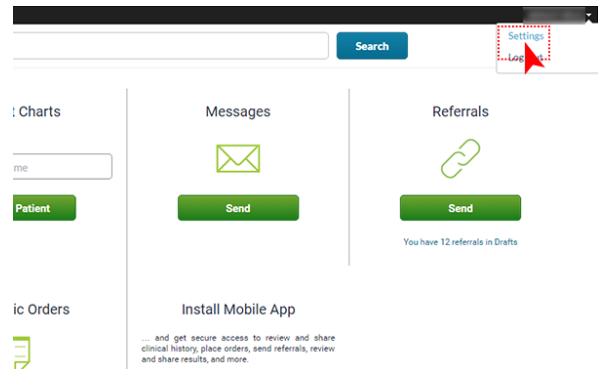 Settings
Search
Log out
t Charts
Messages
Referrals
me
Patient
Send
Send
You have 12 referrals in Drafts
ic Orders
Install Mobile App
... and get secure access to review and share
clinical history, place orders, send referrals, review
and share results, and more.